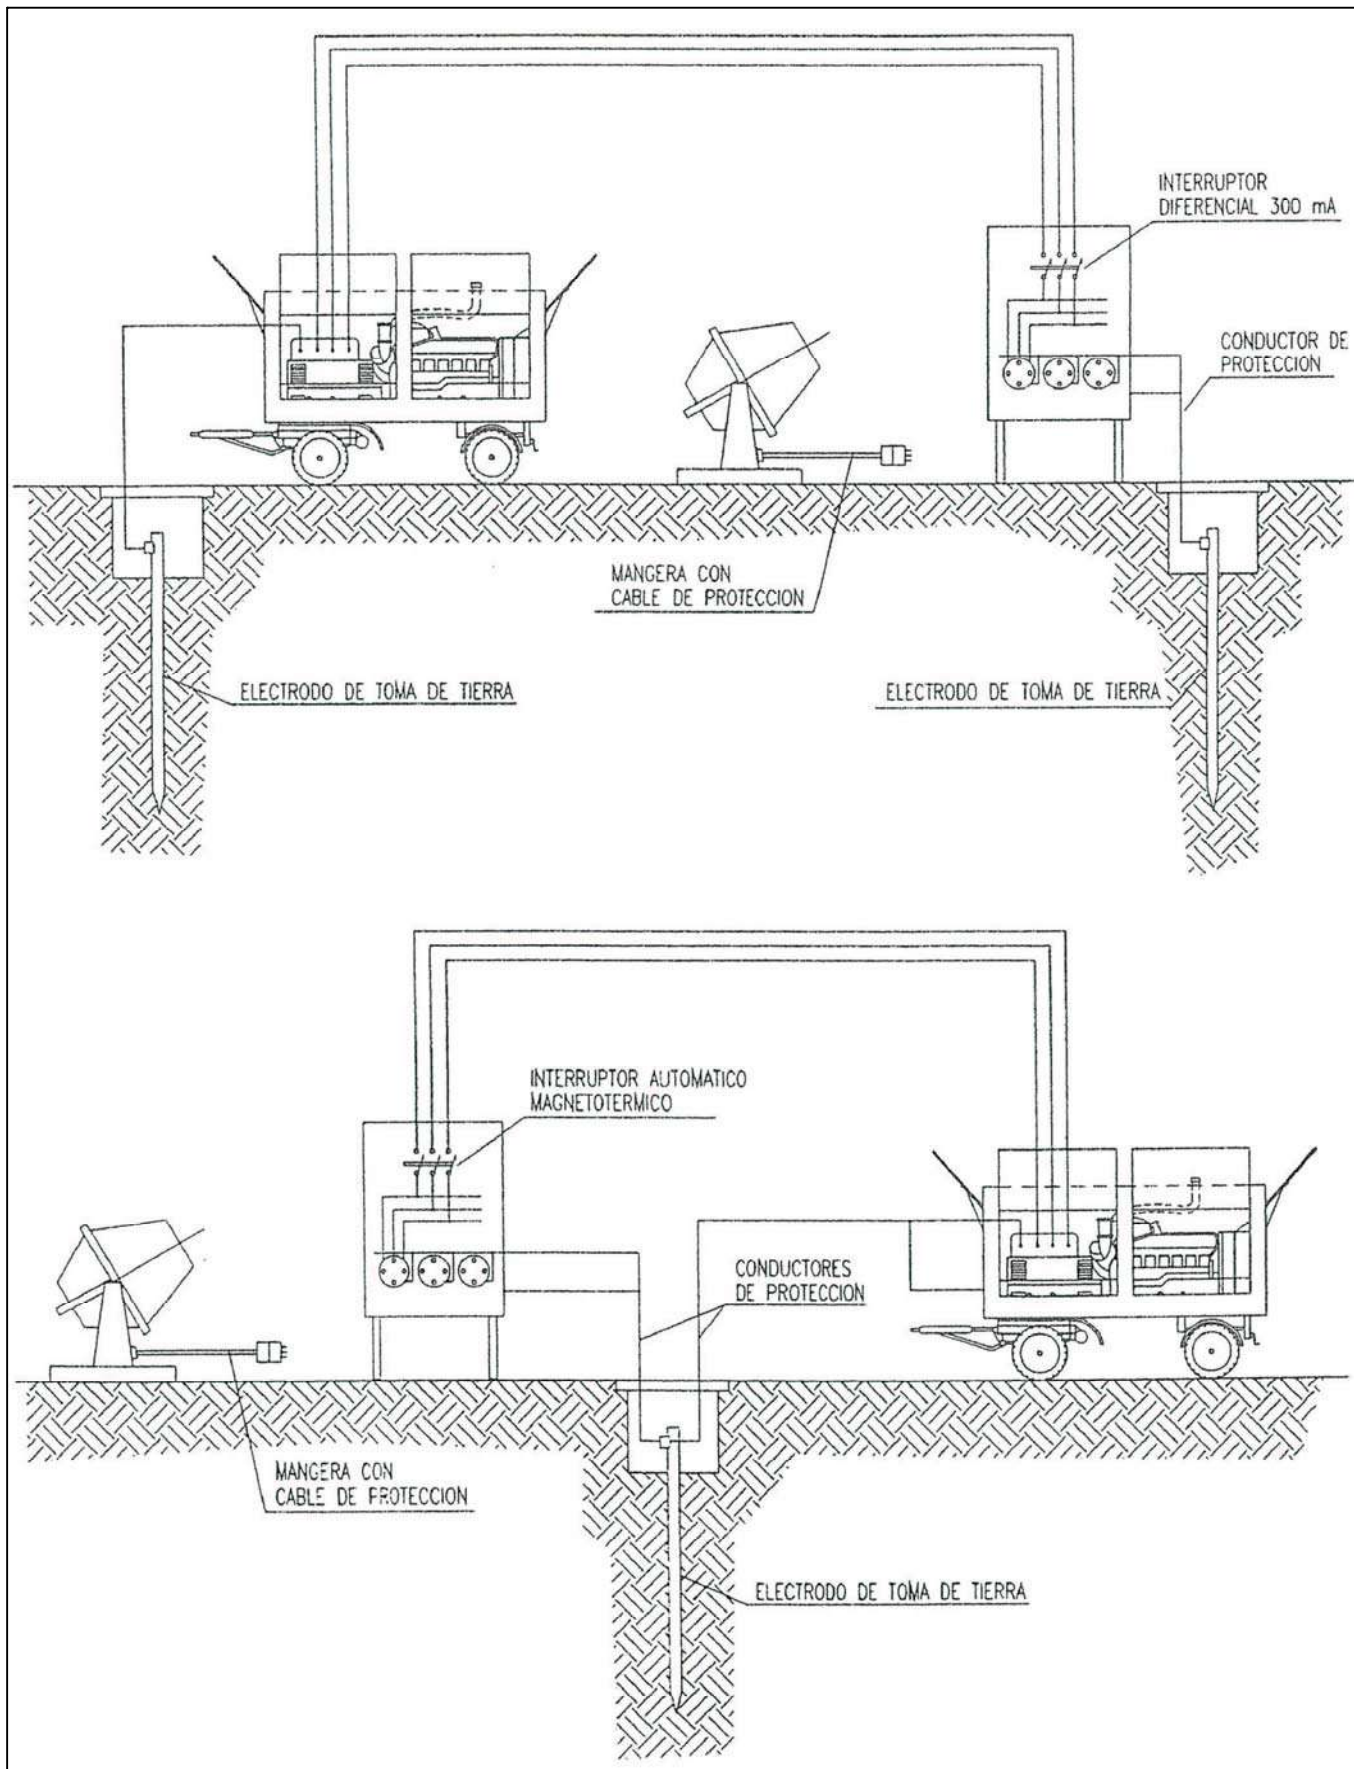 INTERRUPTOR
DIFERENCIAL 300 mA
CONDUCTOR DE
PROTECCION
MANGERA CON
CABLE DE PROTECCION
ELECTRODO DE TOMA DE TIERRA
ELECTRODO DE TOMA DE TIERRA
INTERRUPTOR AUTOMATICO
MAGNETOTERMICO
CONDUCTORES
DE PROTECCION
MANGERA CON
CABLE DE PROTECCION
ELECTRODO DE TOMA DE TIERRA